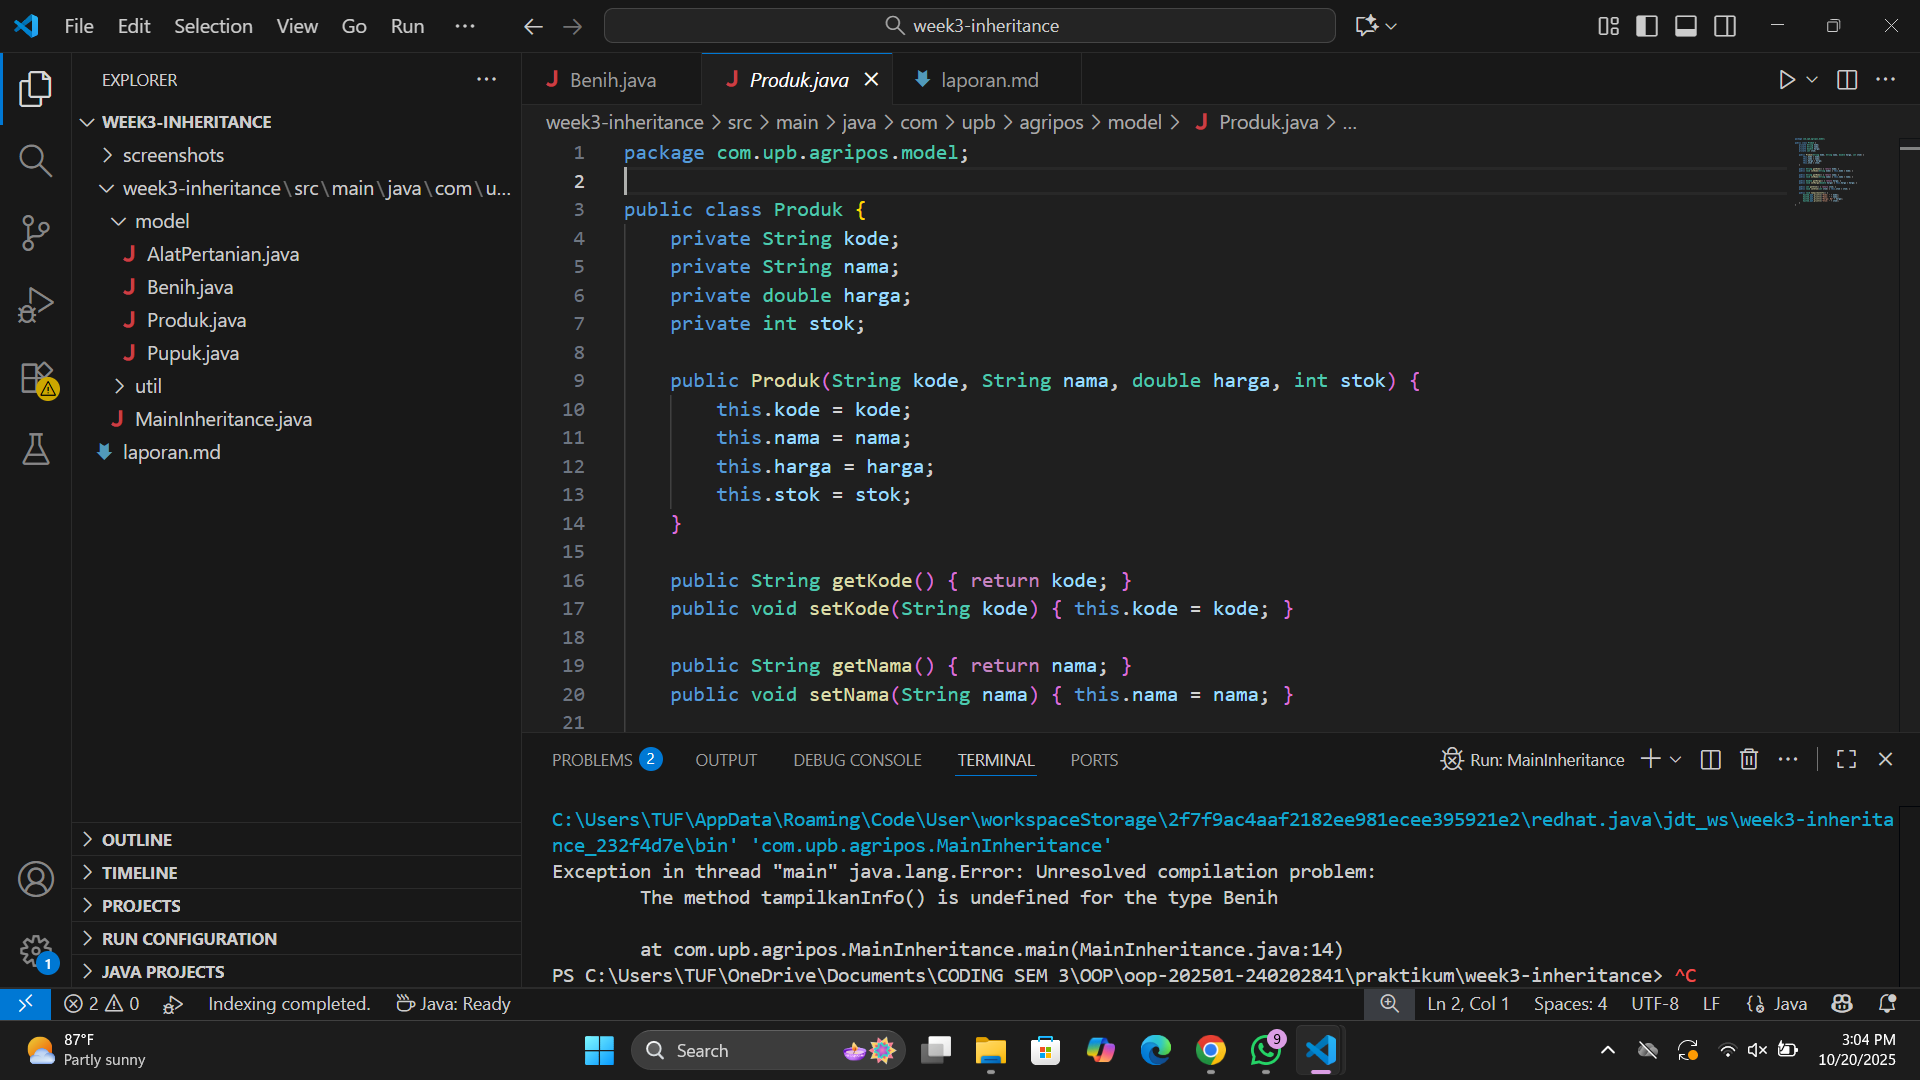 File Edit Selection View Go Run ··· week3-inheritance
EXPLORER ···
WEEK3-INHERITANCE
screenshots
week3-inheritance\src\main\java\com\u...
model
AlatPertanian.java
Benih.java
Produk.java
Pupuk.java
util
MainInheritance.java
laporan.md
OUTLINE
TIMELINE
PROJECTS
RUN CONFIGURATION
JAVA PROJECTS
1
Benih.java Produk.java laporan.md
week3-inheritance > src > main > java > com > upb > agripos > model > Produk.java > ...
1 package com.upb.agripos.model;
2
3 public class Produk {
4 private String kode;
5 private String nama;
6 private double harga;
7 private int stok;
8
9 public Produk(String kode, String nama, double harga, int stok) {
10 this.kode = kode;
11 this.nama = nama;
12 this.harga = harga;
13 this.stok = stok;
14 }
15
16 public String getKode() { return kode; }
17 public void setKode(String kode) { this.kode = kode; }
18
19 public String getNama() { return nama; }
20 public void setNama(String nama) { this.nama = nama; }
21
PROBLEMS 2 OUTPUT DEBUG CONSOLE TERMINAL PORTS Run: MainInheritance
C:\Users\TUF\AppData\Roaming\Code\User\workspaceStorage\2f7f9ac4aaf2182ee981ecee395921e2\redhat.java\jdt_ws\week3-inherita
nce_232f4d7e\bin' 'com.upb.agripos.MainInheritance'
Exception in thread "main" java.lang.Error: Unresolved compilation problem:
The method tampilkanInfo() is undefined for the type Benih
at com.upb.agripos.MainInheritance.main(MainInheritance.java:14)
PS C:\Users\TUF\OneDrive\Documents\CODING SEM 3\OOP\oop-202501-240202841\praktikum\week3-inheritance> ^C
2 0 Indexing completed. Java: Ready Ln 2, Col 1 Spaces: 4 UTF-8 LF {} Java
87°F
Partly sunny
Search
9
3:04 PM
10/20/2025